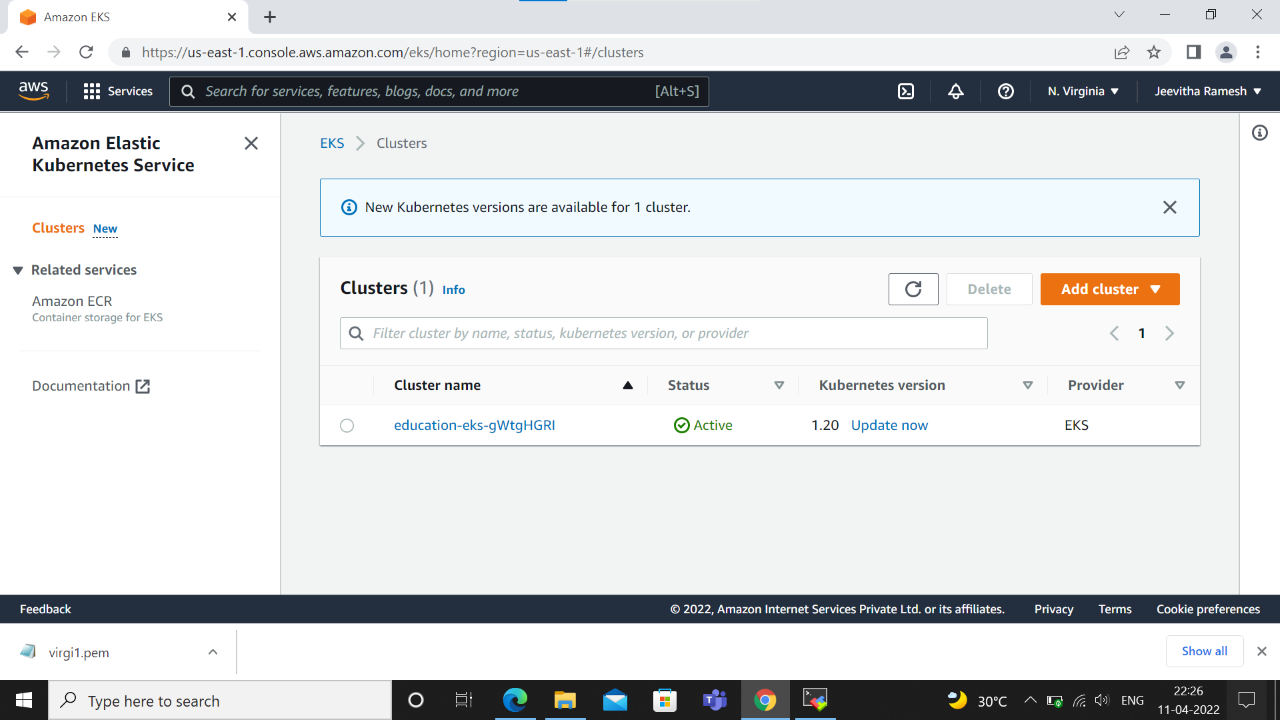 Amazon EKS
https://us-east-1.console.aws.amazon.com/eks/home?region=us-east-1#/clusters
aws
Services
Search for services, features, blogs, docs, and more
[Alt+S]
N. Virginia
Jeevitha Ramesh
Amazon Elastic
Kubernetes Service
Clusters New
Related services
Amazon ECR
Container storage for EKS
Documentation
EKS
Clusters
New Kubernetes versions are available for 1 cluster.
Clusters (1) Info
Delete
Add cluster
Filter cluster by name, status, kubernetes version, or provider
1
Cluster name
Status
Kubernetes version
Provider
education-eks-gWtgHGRI
Active
1.20 Update now
EKS
Feedback
© 2022, Amazon Internet Services Private Ltd. or its affiliates.
Privacy
Terms
Cookie preferences
virgi1.pem
Show all
Type here to search
30°C
ENG
22:26
11-04-2022